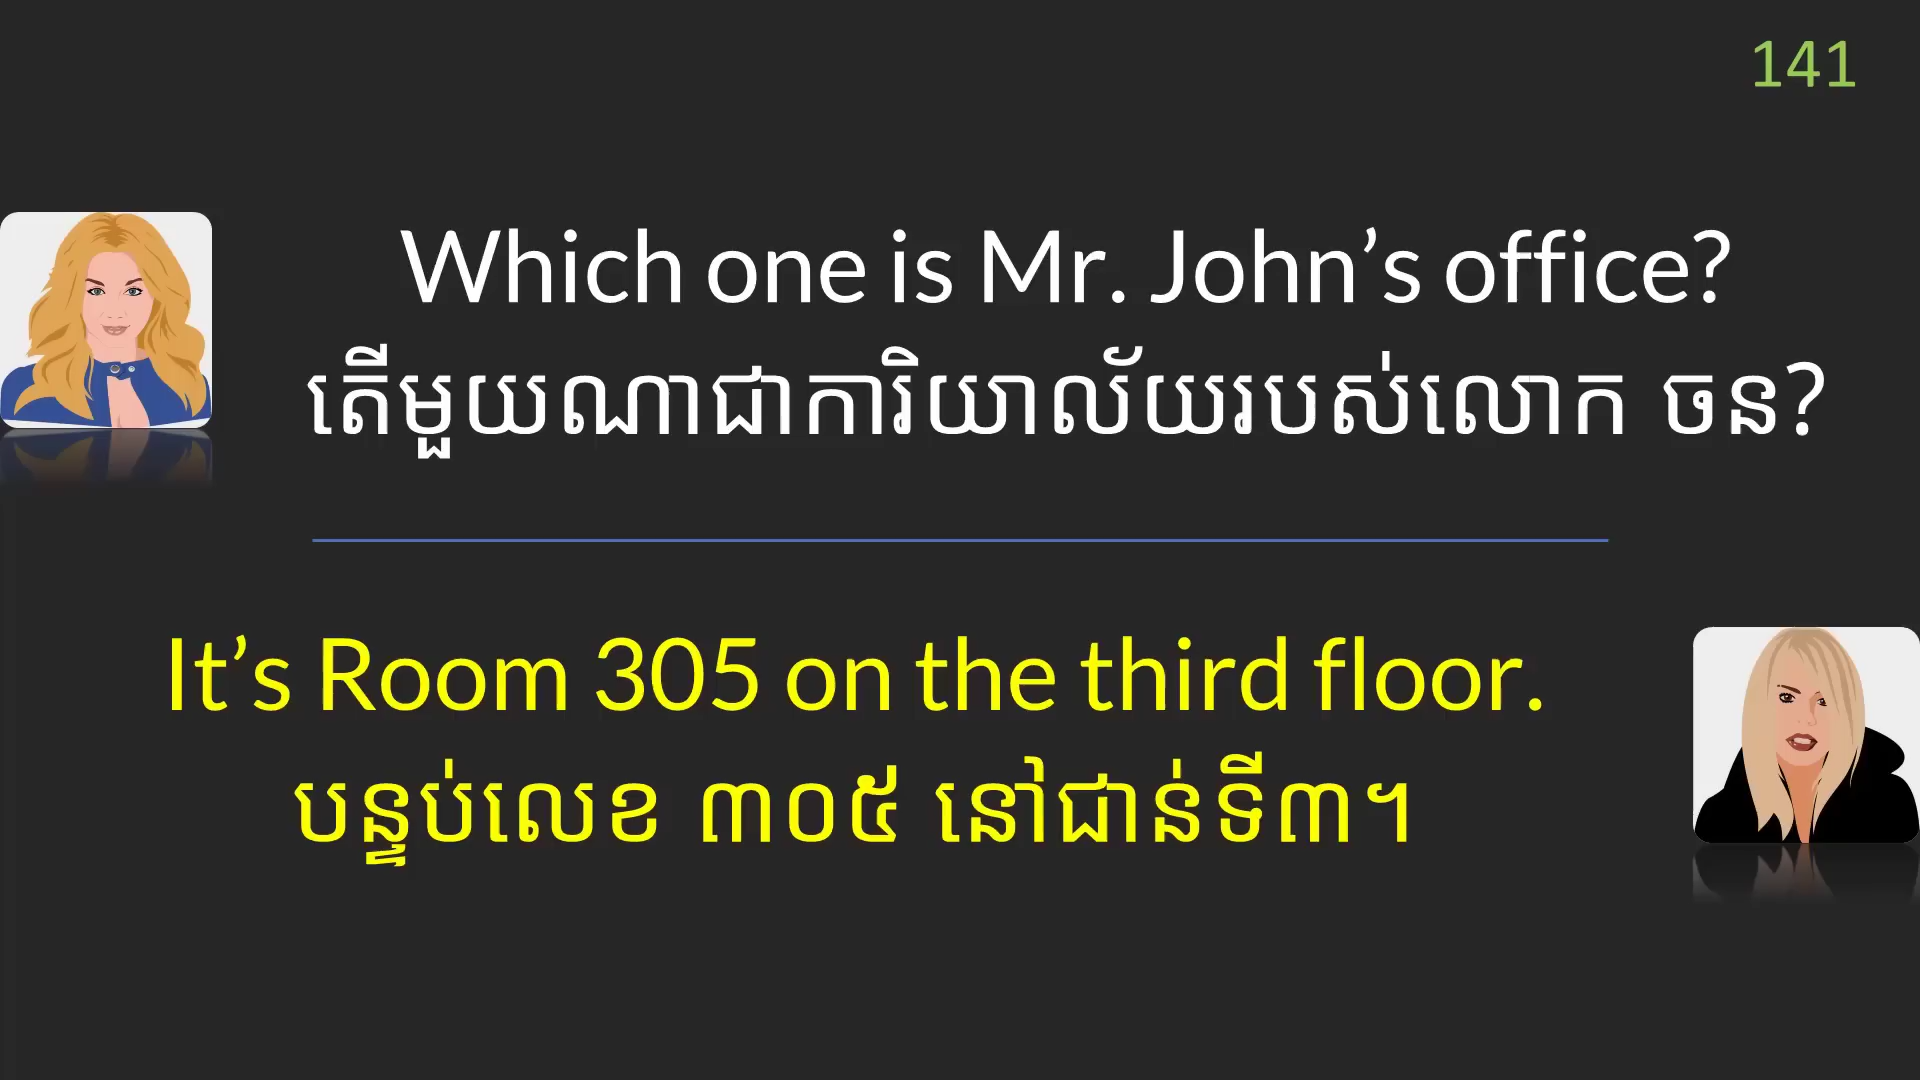 141
Which one is Mr. John’s office?
តើមួយណាជាការិយាល័យរបស់លោក ចន?
It’s Room 305 on the third floor.
បន្ទប់លេខ ៣០៥ នៅជាន់ទី៣។